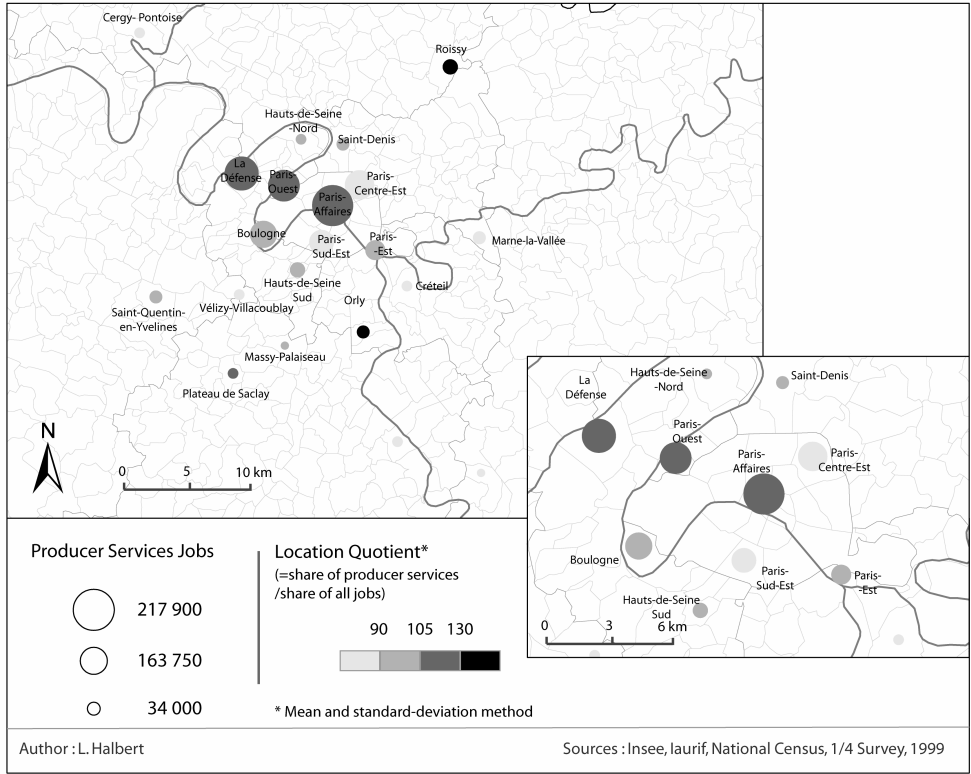 Cergy- Pontoise
Roissy
Hauts-de-Seine
-Nord
Saint-Denis
La
Défense
Paris-
Ouest
Paris-
Centre-Est
Paris-
Affaires
Boulogne
Paris-
Sud-Est
Paris-
-Est
Marne-la-Vallée
Hauts-de-Seine
Sud
Créteil
Orly
Saint-Quentin-
en-Yvelines
Vélizy-Villacoublay
Massy-Palaiseau
Plateau de Saclay
N
0 5 10 km
La
Défense
Hauts-de-Seine
-Nord
Saint-Denis
Paris-
Ouest
Paris-
Affaires
Paris-
Centre-Est
Boulogne
Paris-
Sud-Est
Paris-
-Est
Hauts-de-Seine
Sud
0 3 6 km
Producer Services Jobs
217 900
163 750
34 000
Location Quotient*
(=share of producer services
/share of all jobs)
90 105 130
* Mean and standard-deviation method
Author : L. Halbert
Sources : Insee, Iaurif, National Census, 1/4 Survey, 1999